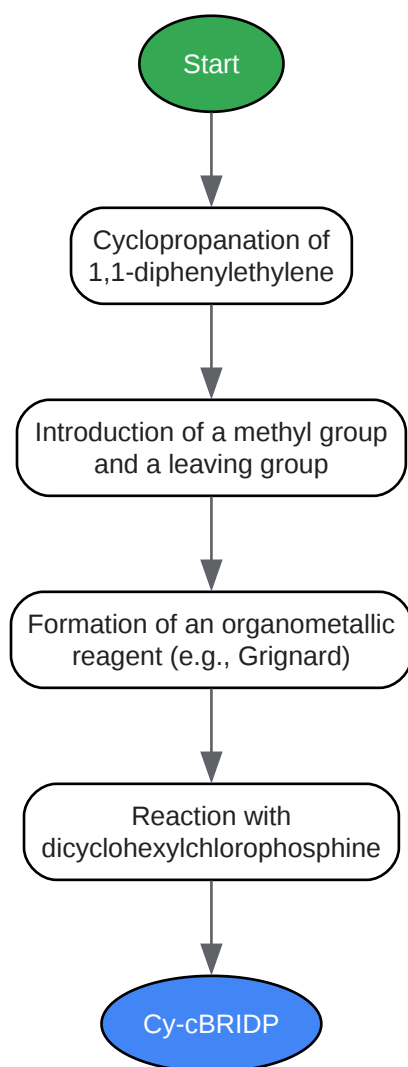 Start
Cyclopropanation of
1,1-diphenylethylene
Introduction of a methyl group
and a leaving group
Formation of an organometallic
reagent (e.g., Grignard)
Reaction with
dicyclohexylchlorophosphine
Cy-cBRIDP